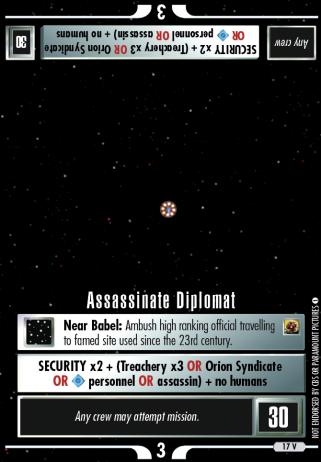 3
SECURITY x2 + (Treachery x3 OR Orion Syndicate
OR personnel OR assassin) + no humans
Any crew
30
Assassinate Diplomat
Near Babel: Ambush high ranking official travelling
to famed site used since the 23rd century.
SECURITY x2 + (Treachery x3 OR Orion Syndicate
OR personnel OR assassin) + no humans
Any crew may attempt mission.
30
3
17 V
NOT ENDORSED BY CBS OR PARAMOUNT PICTURES